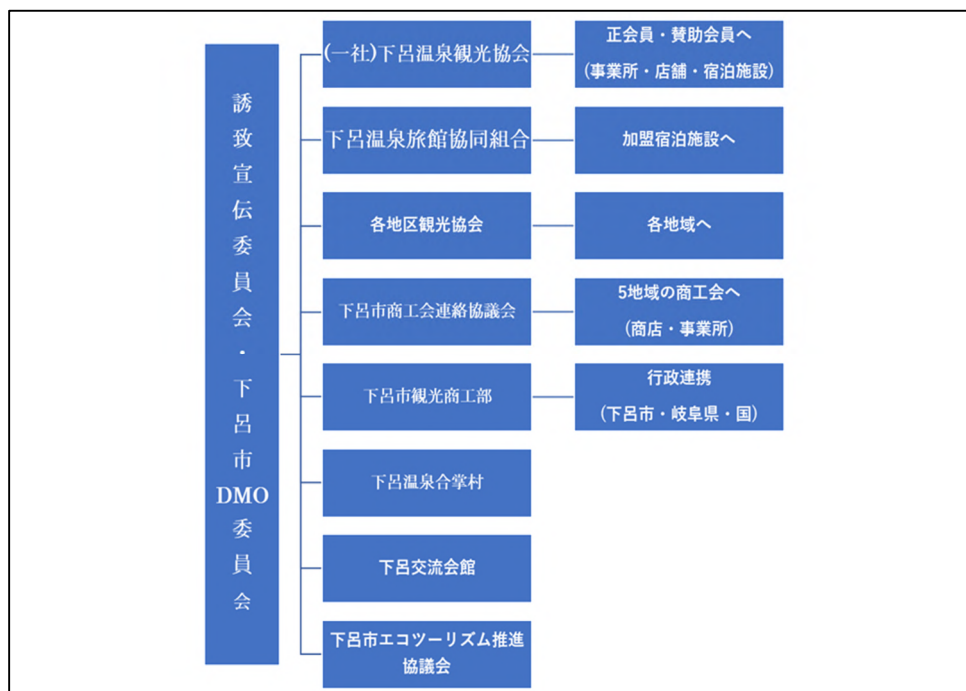 誘致宣伝委員会・下呂市DMO委員会
(一社)下呂温泉観光協会
正会員・賛助会員へ
(事業所・店舗・宿泊施設)
下呂温泉旅館協同組合
加盟宿泊施設へ
各地区観光協会
各地域へ
下呂市商工会連絡協議会
5地域の商工会へ
(商店・事業所)
下呂市観光商工部
行政連携
(下呂市・岐阜県・国)
下呂温泉合掌村
下呂交流会館
下呂市エコツーリズム推進
協議会